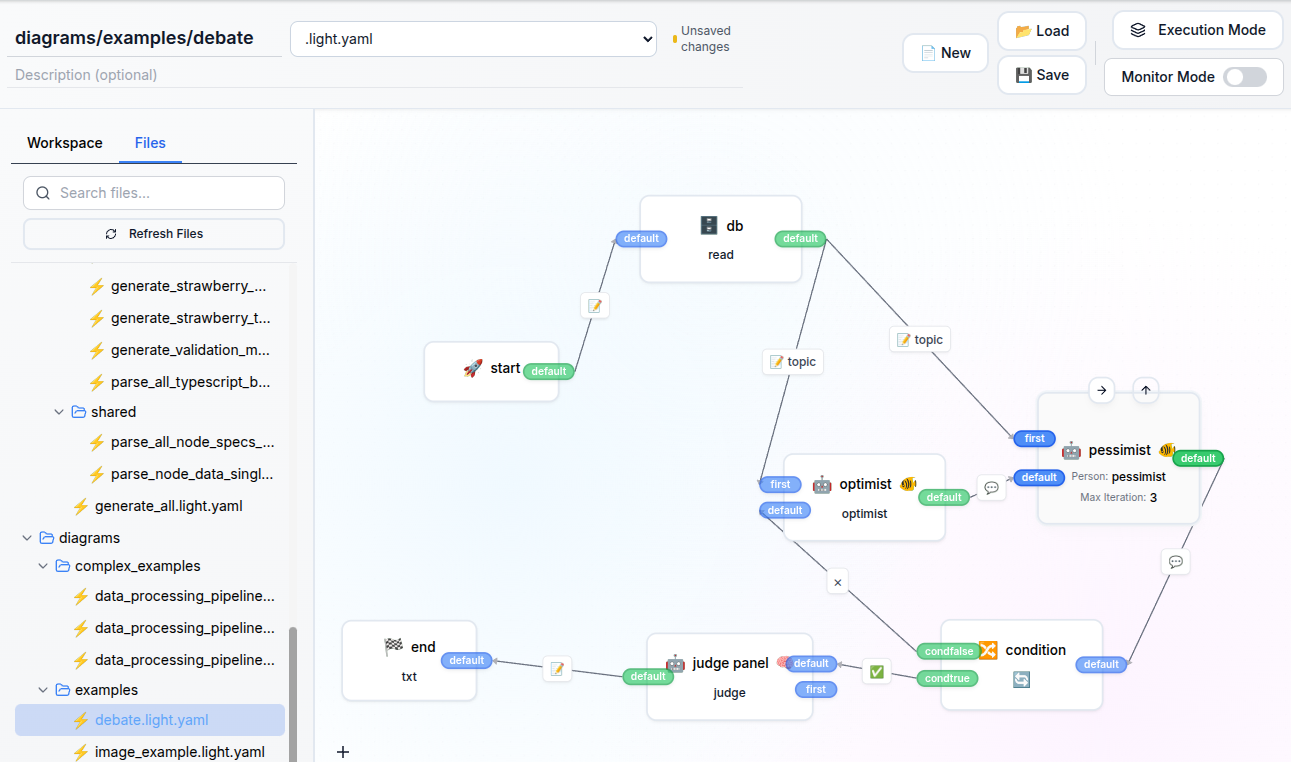 diagrams/examples/debate
.light.yaml
Unsaved
changes
Description (optional)
New
Load
Save
Execution Mode
Monitor Mode
Workspace
Files
Search files...
Refresh Files
generate_strawberry_...
generate_strawberry_t...
generate_validation_m...
parse_all_typescript_b...
shared
parse_all_node_specs_...
parse_node_data_singl...
generate_all.light.yaml
diagrams
complex_examples
data_processing_pipeline...
data_processing_pipeline...
data_processing_pipeline...
examples
debate.light.yaml
image_example.light.yaml
db
default
default
read
start
default
topic
topic
first
pessimist
default
default
Person: pessimist
Max Iteration: 3
first
optimist
default
default
optimist
end
default
txt
judge panel
default
default
first
judge
condfalse
condition
default
condtrue